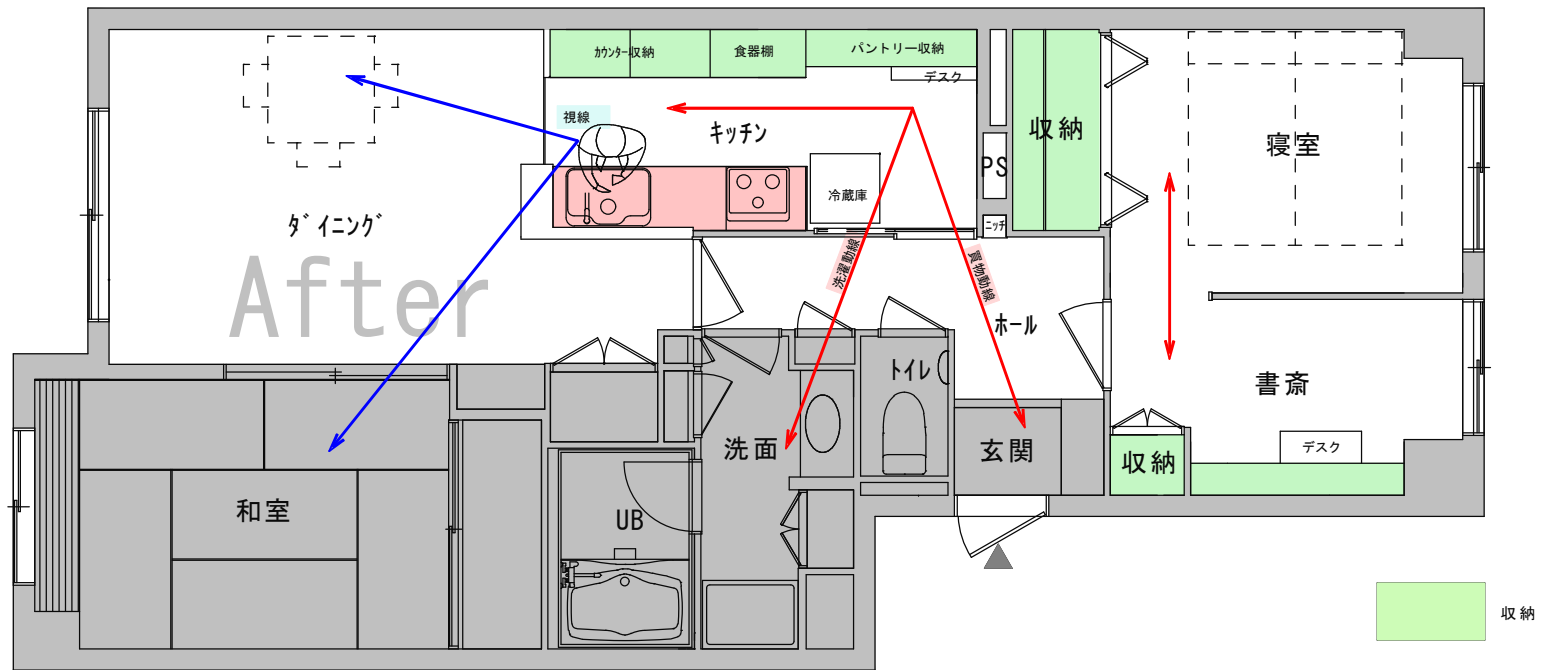 カウンター収納
食器棚
パントリー収納
デスク
視線
キッチン
収納
寝室
PS
冷蔵庫
ニッチ
ダイニング
洗濯動線
買物動線
After
ホール
トイレ
書斎
洗面
玄関
収納
デスク
和室
UB
収納